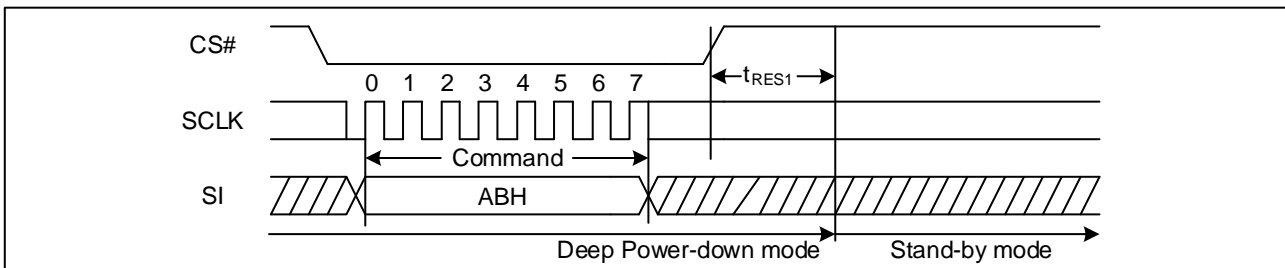 CS#
tRES1
0 1 2 3 4 5 6 7
SCLK
Command
SI
ABH
Deep Power-down mode
Stand-by mode